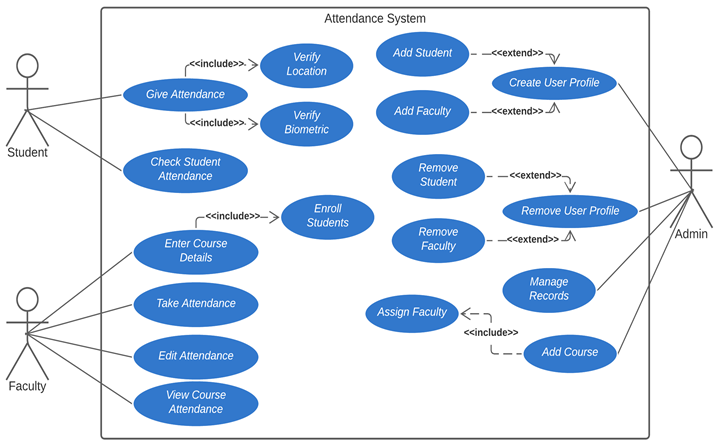 Attendance System
Student
Give Attendance
<<include>>
Verify
Location
<<include>>
Verify
Biometric
Check Student
Attendance
Faculty
Enter Course
Details
<<include>>
Enroll
Students
Take Attendance
Edit Attendance
View Course
Attendance
Add Student
<<extend>>
Create User Profile
Add Faculty
<<extend>>
Remove
Student
<<extend>>
Remove User Profile
Remove
Faculty
<<extend>>
Manage
Records
Assign Faculty
<<include>>
Add Course
Admin